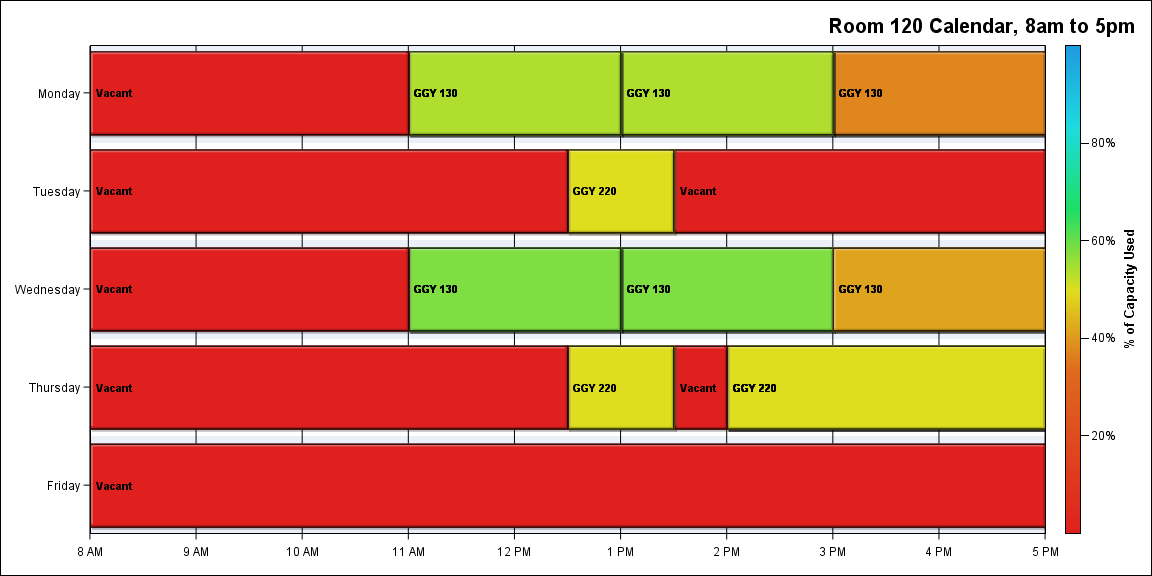 Room 120 Calendar, 8am to 5pm
Monday
Vacant
GGY 130
GGY 130
GGY 130
Tuesday
Vacant
GGY 220
Vacant
Wednesday
Vacant
GGY 130
GGY 130
GGY 130
Thursday
Vacant
GGY 220
Vacant
GGY 220
Friday
Vacant
8 AM
9 AM
10 AM
11 AM
12 PM
1 PM
2 PM
3 PM
4 PM
5 PM
80%
60%
40%
20%
% of Capacity Used